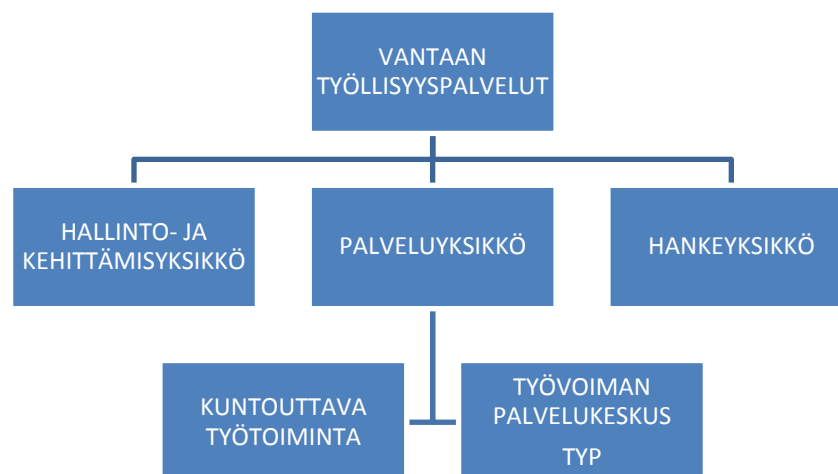 VANTAAN
TYÖLLISYYSPALVELUT
HALLINTO- JA
KEHITTÄMISYKSIKKÖ
PALVELUYKSIKKÖ
HANKEYKSIKKÖ
KUNTOUTTAVA
TYÖTOIMINTA
TYÖVOIMAN
PALVELUKESKUS
TYP